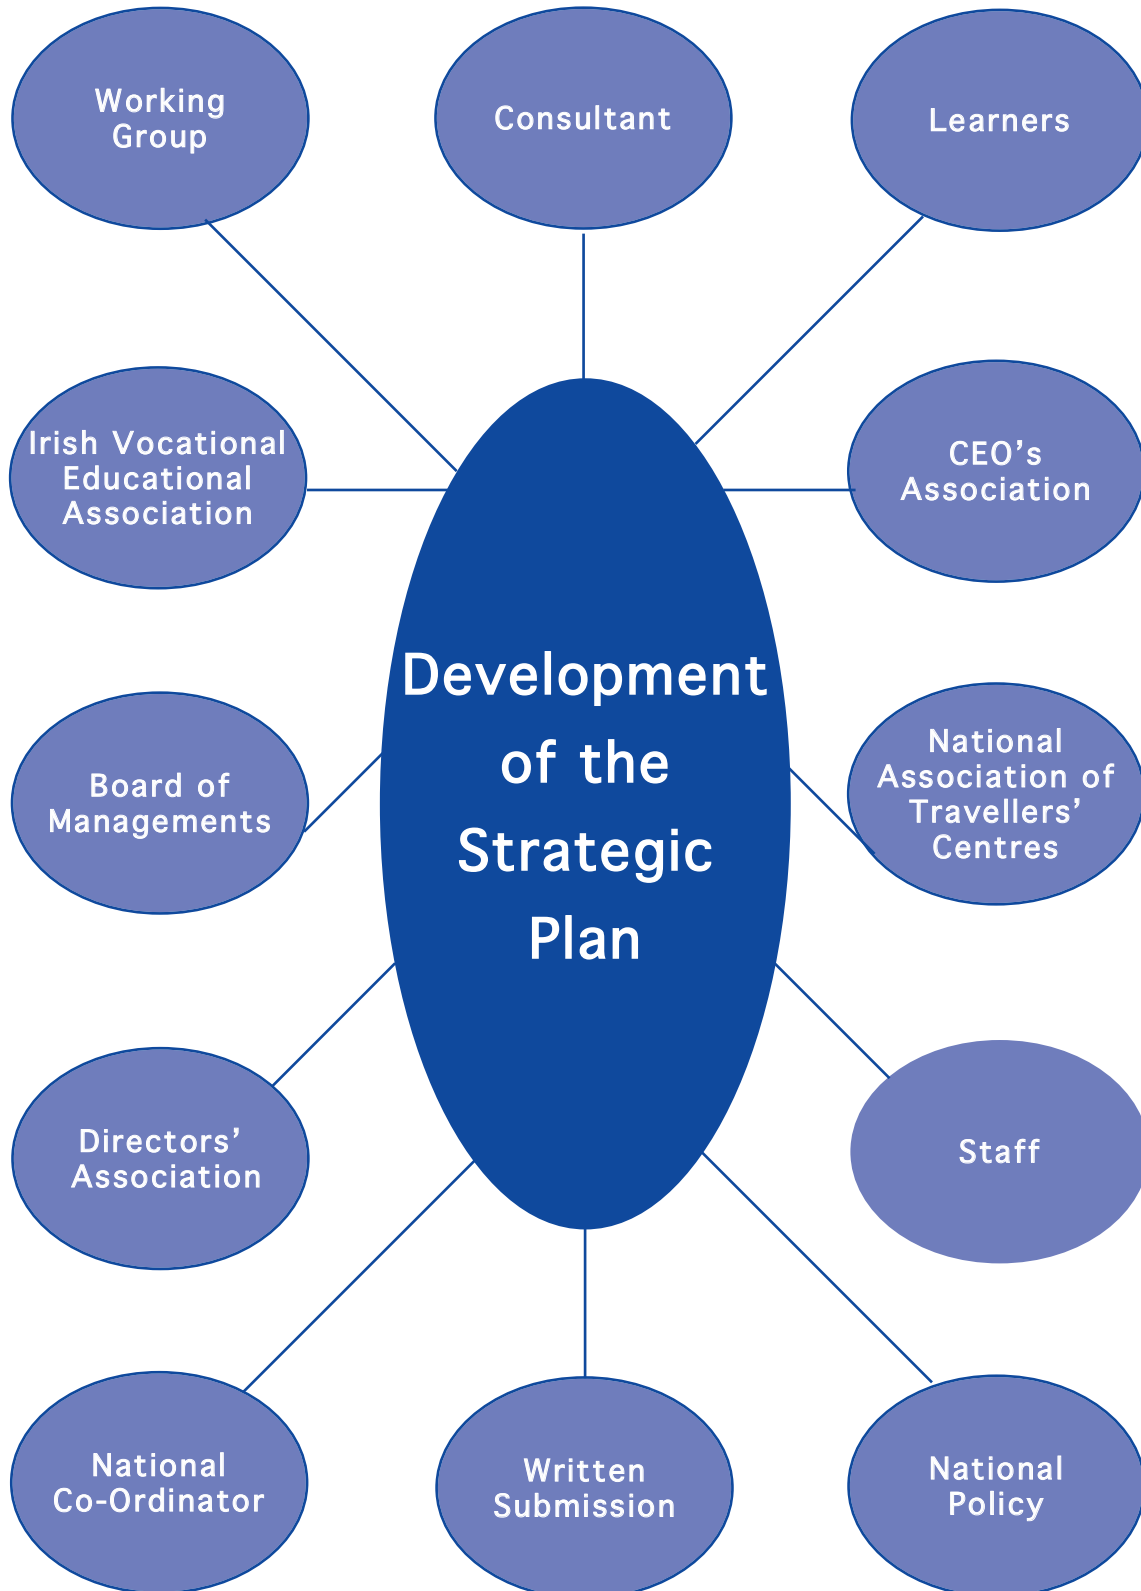 Working
Group
Consultant
Learners
Irish Vocational
Educational
Association
CEO’s
Association
Development
of the
Strategic
Plan
Board of
Managements
National
Association of
Travellers’
Centres
Directors’
Association
Staff
National
Co-Ordinator
Written
Submission
National
Policy